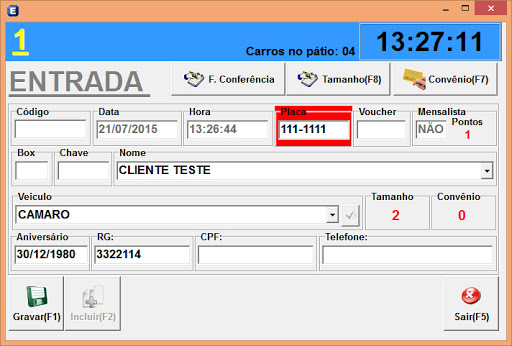 E
1
Carros no pátio: 04
13:27:11
ENTRADA
F. Conferência
Tamanho(F8)
Convênio(F7)
Código
Data
21/07/2015
Hora
13:26:44
Placa
111-1111
Voucher
Mensalista
NÃO
Pontos
1
Box
Chave
Nome
CLIENTE TESTE
Veiculo
CAMARO
Tamanho
2
Convênio
0
Aniversário
30/12/1980
RG:
3322114
CPF:
Telefone:
Gravar(F1)
Incluir(F2)
Sair(F5)